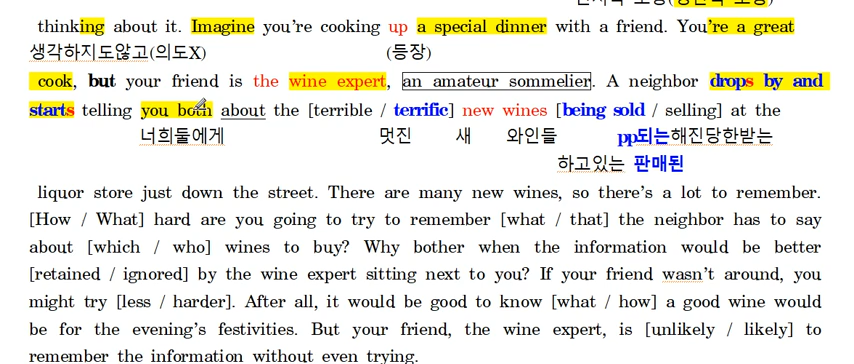 thinking about it. Imagine you're cooking up a special dinner with a friend. You're a great
생각하지도않고(의도X) (등장)
cook, but your friend is the wine expert, an amateur sommelier. A neighbor drops by and
starts telling you both about the [terrible / terrific] new wines [being sold / selling] at the
너희둘에게 멋진 새 와인들 pp되는해진당한받는
하고있는 판매된
liquor store just down the street. There are many new wines, so there's a lot to remember.
[How / What] hard are you going to try to remember [what / that] the neighbor has to say
about [which / who] wines to buy? Why bother when the information would be better
[retained / ignored] by the wine expert sitting next to you? If your friend wasn't around, you
might try [less / harder]. After all, it would be good to know [what / how] a good wine would
be for the evening's festivities. But your friend, the wine expert, is [unlikely / likely] to
remember the information without even trying.